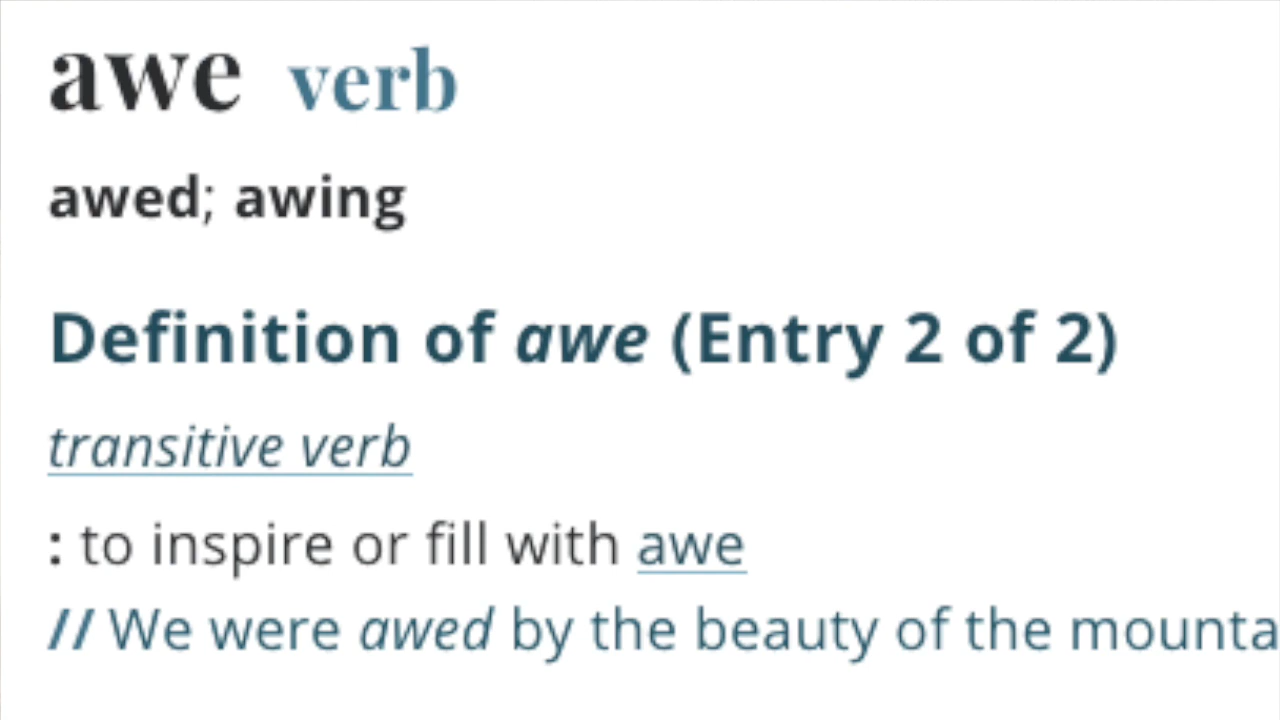 awe verb
awed; awing
Definition of awe (Entry 2 of 2)
transitive verb
: to inspire or fill with awe
// We were awed by the beauty of the mounta